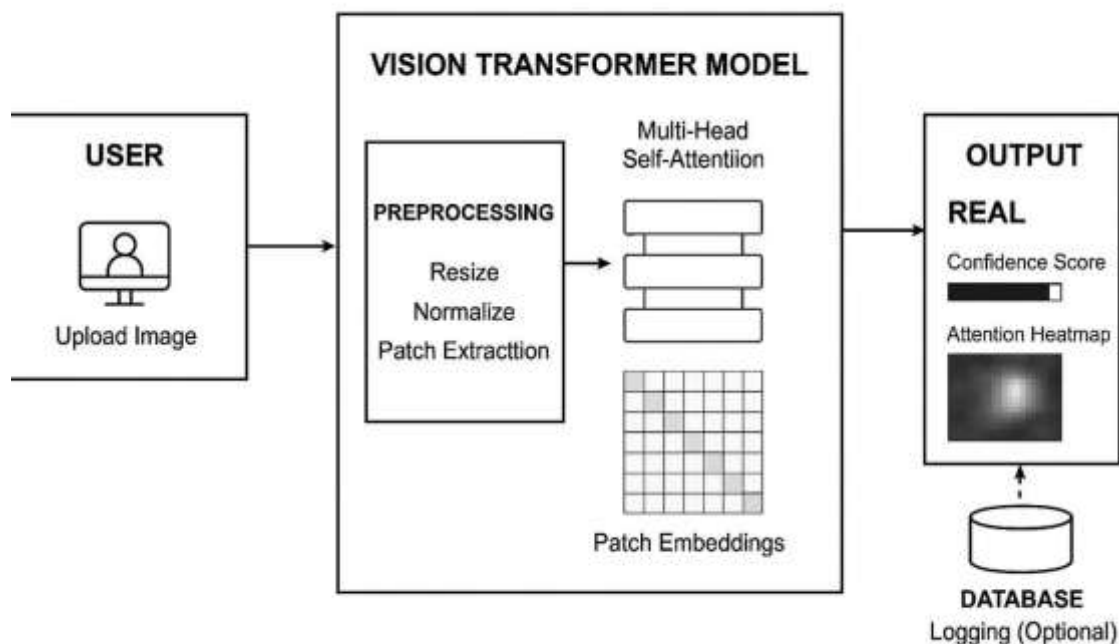 USER
Upload Image
VISION TRANSFORMER MODEL
PREPROCESSING
Resize
Normalize
Patch Extracttion
Multi-Head
Self-Attentiion
Patch Embeddings
OUTPUT
REAL
Confidence Score
Attention Heatmap
DATABASE
Logging (Optional)